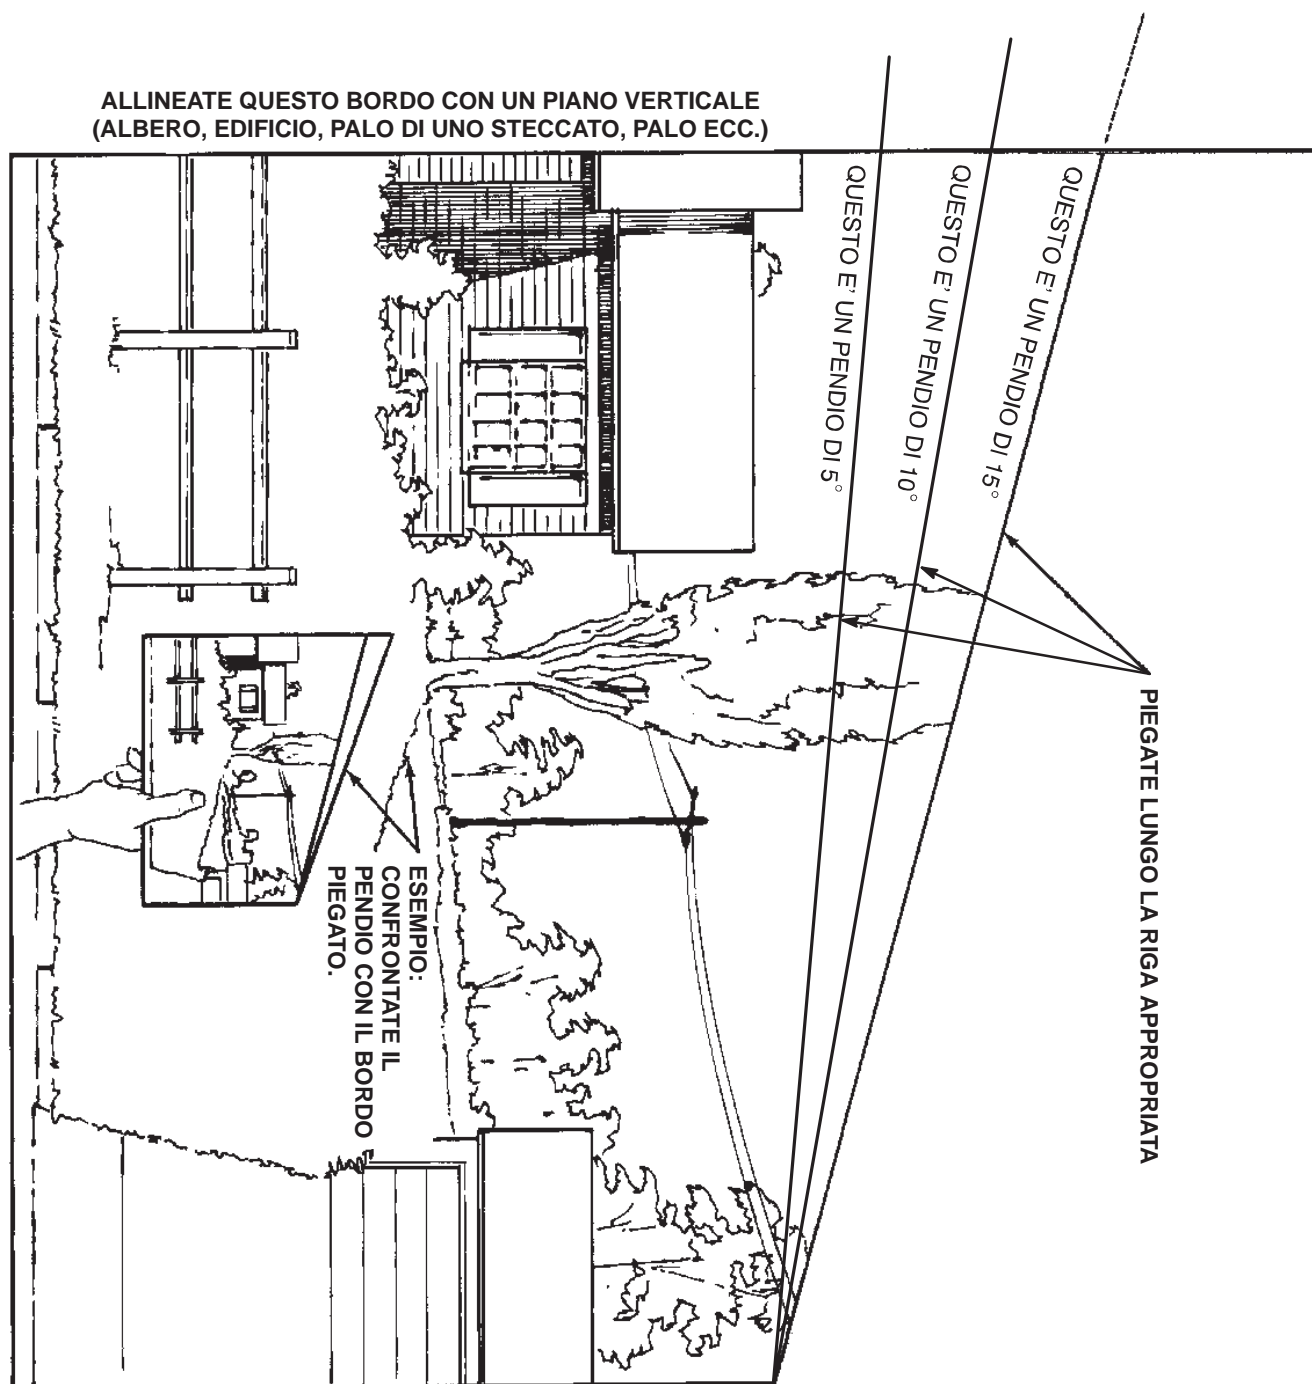 ALLINEATE QUESTO BORDO CON UN PIANO VERTICALE
(ALBERO, EDIFICIO, PALO DI UNO STECCATO, PALO ECC.)
QUESTO E' UN PENDIO DI 5°
QUESTO E' UN PENDIO DI 10°
QUESTO E' UN PENDIO DI 15°
PIEGATE LUNGO LA RIGA APPROPRIATA
ESEMPIO:
CONFRONTATE IL
PENDIO CON IL BORDO
PIEGATO.